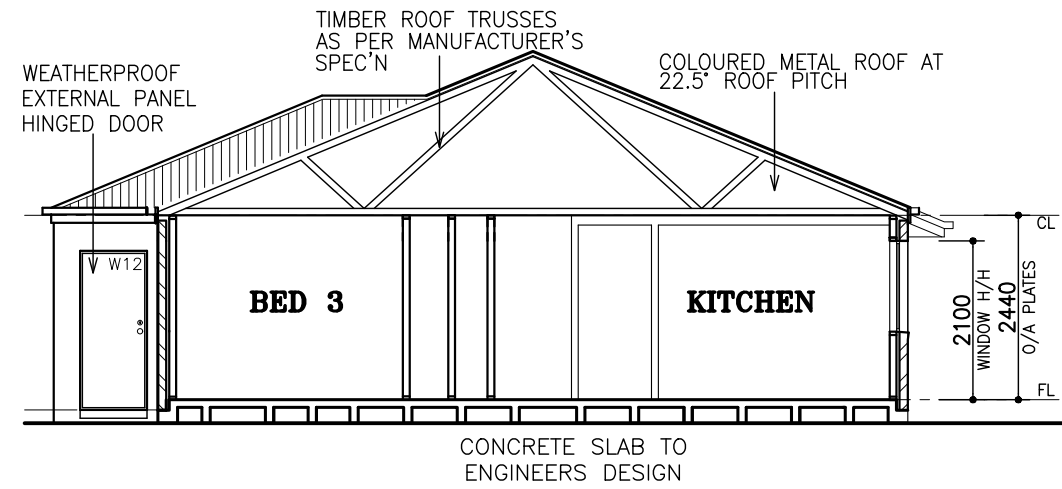 TIMBER ROOF TRUSSES
AS PER MANUFACTURER'S
SPEC'N
WEATHERPROOF
EXTERNAL PANEL
HINGED DOOR
COLOURED METAL ROOF AT
22.5° ROOF PITCH
W12
BED 3
KITCHEN
CL
2100
WINDOW H/H
2440
O/A PLATES
FL
CONCRETE SLAB TO
ENGINEERS DESIGN